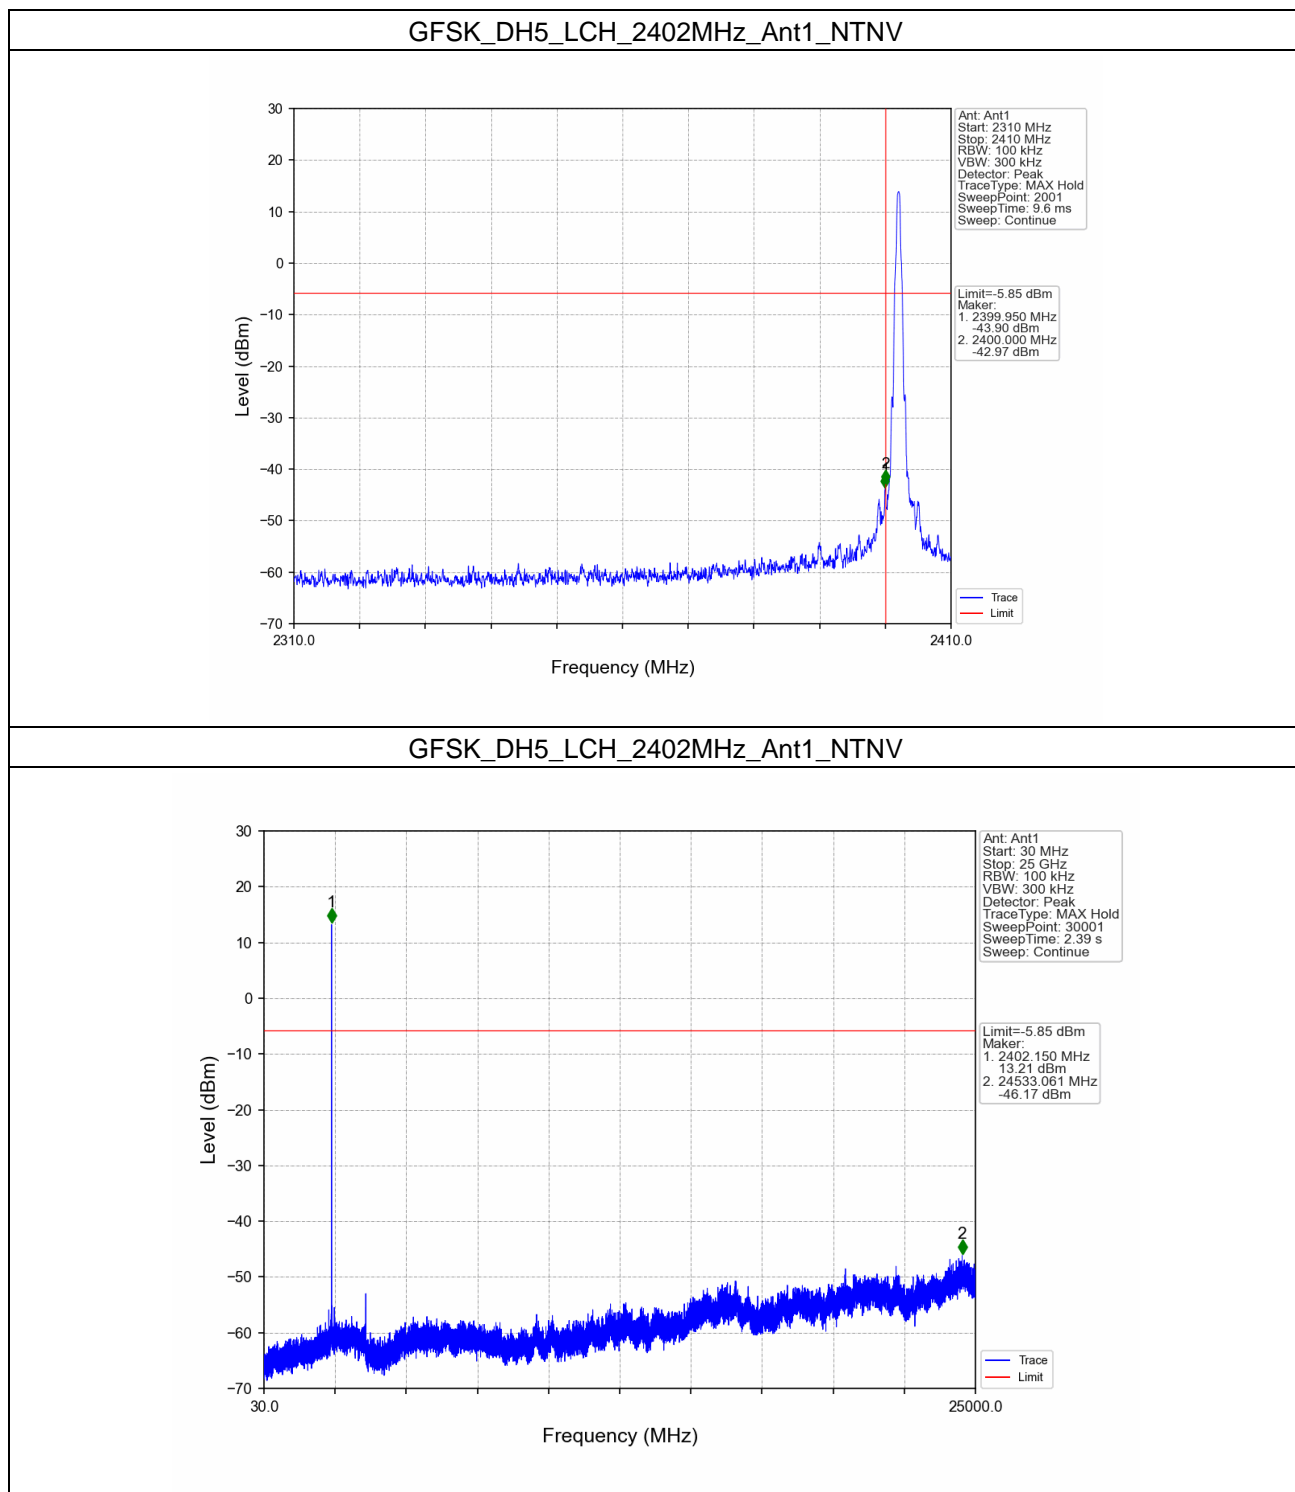 GFSK_DH5_LCH_2402MHz_Ant1_NTNV
30
20
10
0
−10
−20
−30
−40
−50
−60
−70
Level (dBm)
2310.0
2410.0
Frequency (MHz)
2
Ant: Ant1
Start: 2310 MHz
Stop: 2410 MHz
RBW: 100 kHz
VBW: 300 kHz
Detector: Peak
TraceType: MAX Hold
SweepPoint: 2001
SweepTime: 9.6 ms
Sweep: Continue
Limit=-5.85 dBm
Maker:
1. 2399.950 MHz
-43.90 dBm
2. 2400.000 MHz
-42.97 dBm
Trace
Limit
GFSK_DH5_LCH_2402MHz_Ant1_NTNV
30
20
10
0
−10
−20
−30
−40
−50
−60
−70
Level (dBm)
30.0
25000.0
Frequency (MHz)
1
2
Ant: Ant1
Start: 30 MHz
Stop: 25 GHz
RBW: 100 kHz
VBW: 300 kHz
Detector: Peak
TraceType: MAX Hold
SweepPoint: 30001
SweepTime: 2.39 s
Sweep: Continue
Limit=-5.85 dBm
Maker:
1. 2402.150 MHz
13.21 dBm
2. 24533.061 MHz
-46.17 dBm
Trace
Limit